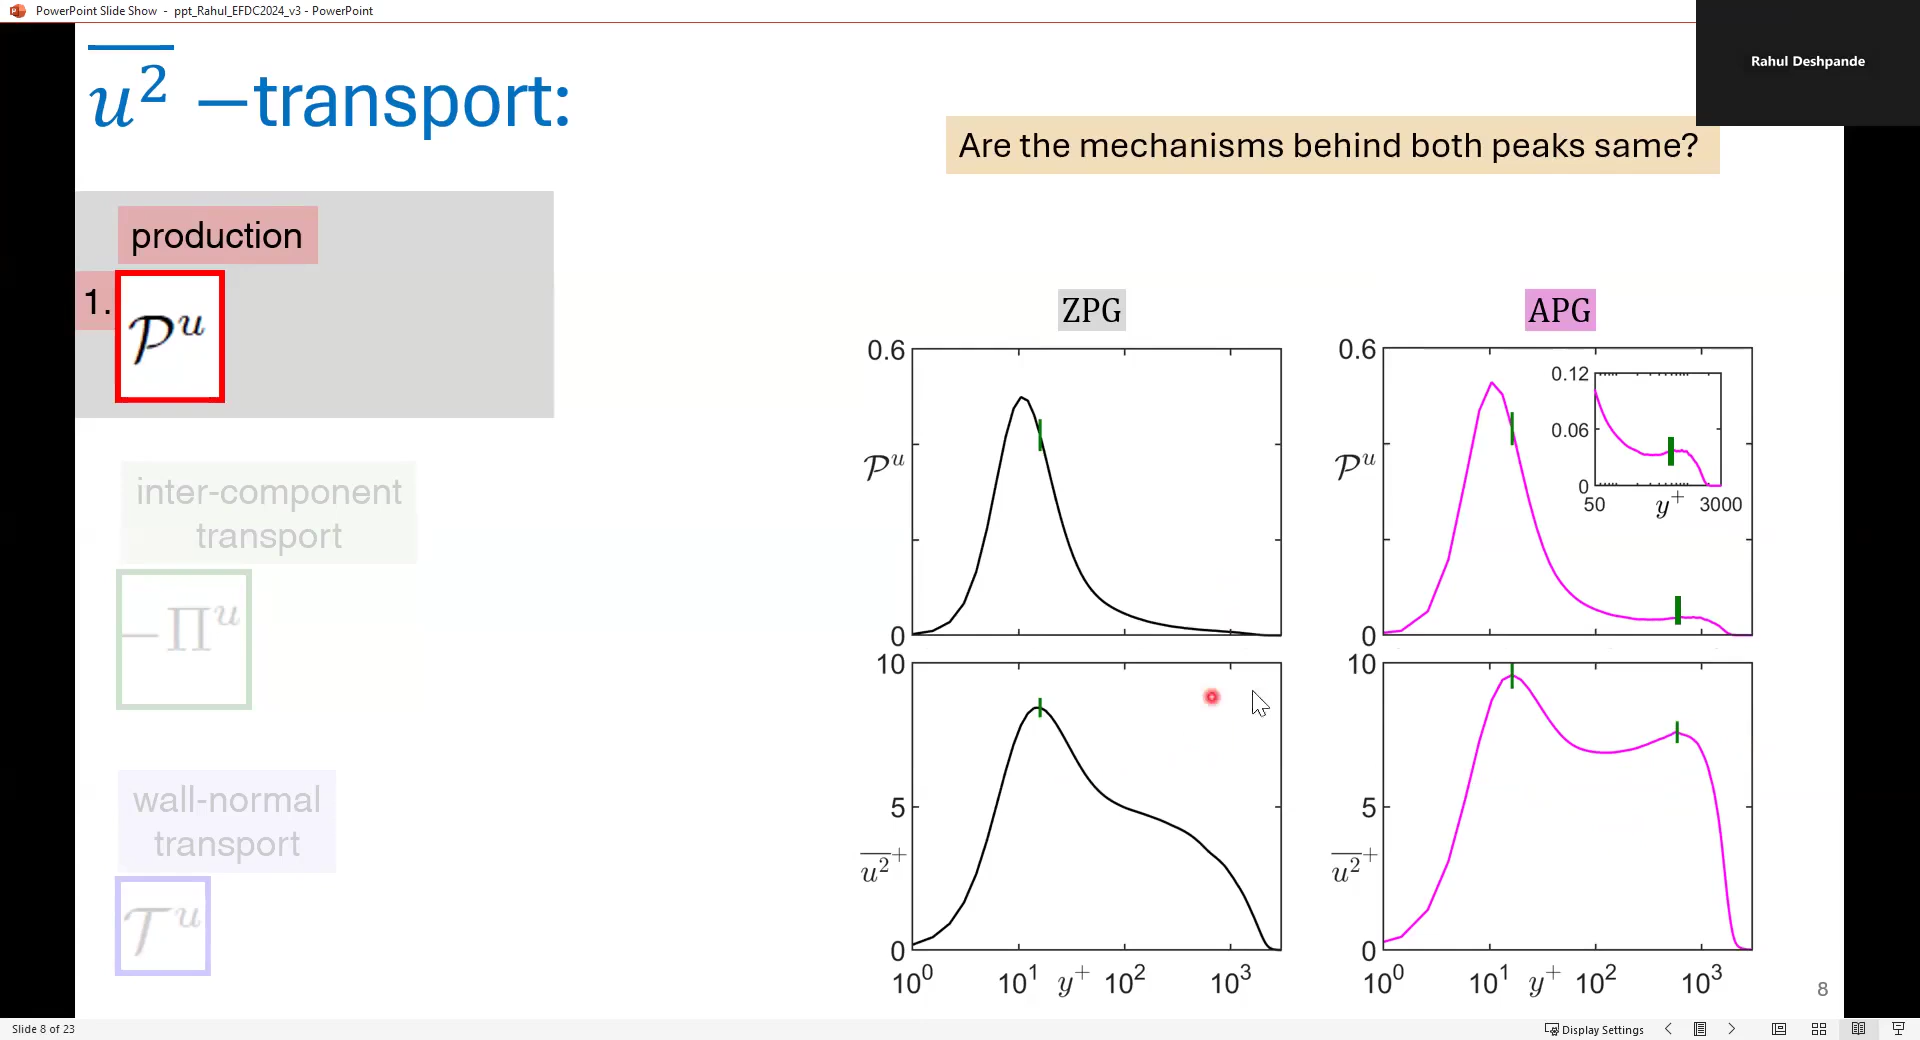 PowerPoint Slide Show - ppt_Rahul_EFDC2024_v3 - PowerPoint
Rahul Deshpande
u² –transport:
Are the mechanisms behind both peaks same?
production
1.
𝒫ᵘ
inter-component
transport
−Πᵘ
wall-normal
transport
𝒯ᵘ
ZPG
0.6
𝒫ᵘ
0
10
5
u²⁺
0
10⁰ 10¹ y⁺ 10² 10³
APG
0.6
𝒫ᵘ
0
0.12
0.06
0
50 y⁺ 3000
10
5
u²⁺
0
10⁰ 10¹ y⁺ 10² 10³
8
Slide 8 of 23
Display Settings